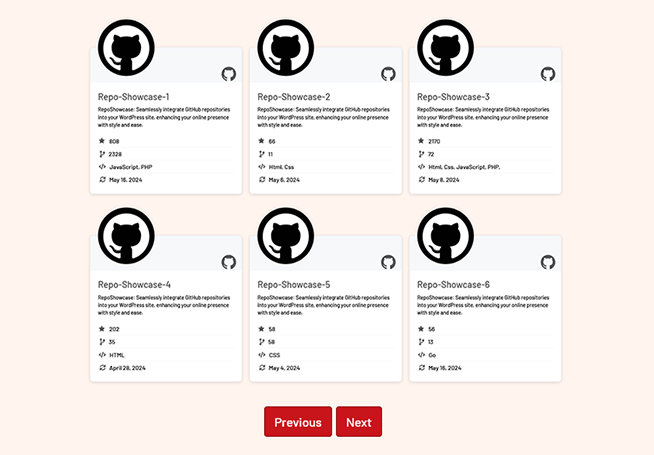 Repo-Showcase-1
RepoShowcase: Seamlessly integrate GitHub repositories
into your WordPress site, enhancing your online presence
with style and ease.
808
2328
JavaScript, PHP
May 16, 2024
Repo-Showcase-2
RepoShowcase: Seamlessly integrate GitHub repositories
into your WordPress site, enhancing your online presence
with style and ease.
66
11
Html, Css
May 6, 2024
Repo-Showcase-3
RepoShowcase: Seamlessly integrate GitHub repositories
into your WordPress site, enhancing your online presence
with style and ease.
2170
72
Html, Css, JavaScript, PHP,
May 8, 2024
Repo-Showcase-4
RepoShowcase: Seamlessly integrate GitHub repositories
into your WordPress site, enhancing your online presence
with style and ease.
202
35
HTML
April 28, 2024
Repo-Showcase-5
RepoShowcase: Seamlessly integrate GitHub repositories
into your WordPress site, enhancing your online presence
with style and ease.
58
58
CSS
May 4, 2024
Repo-Showcase-6
RepoShowcase: Seamlessly integrate GitHub repositories
into your WordPress site, enhancing your online presence
with style and ease.
56
13
Go
May 16, 2024
Previous
Next